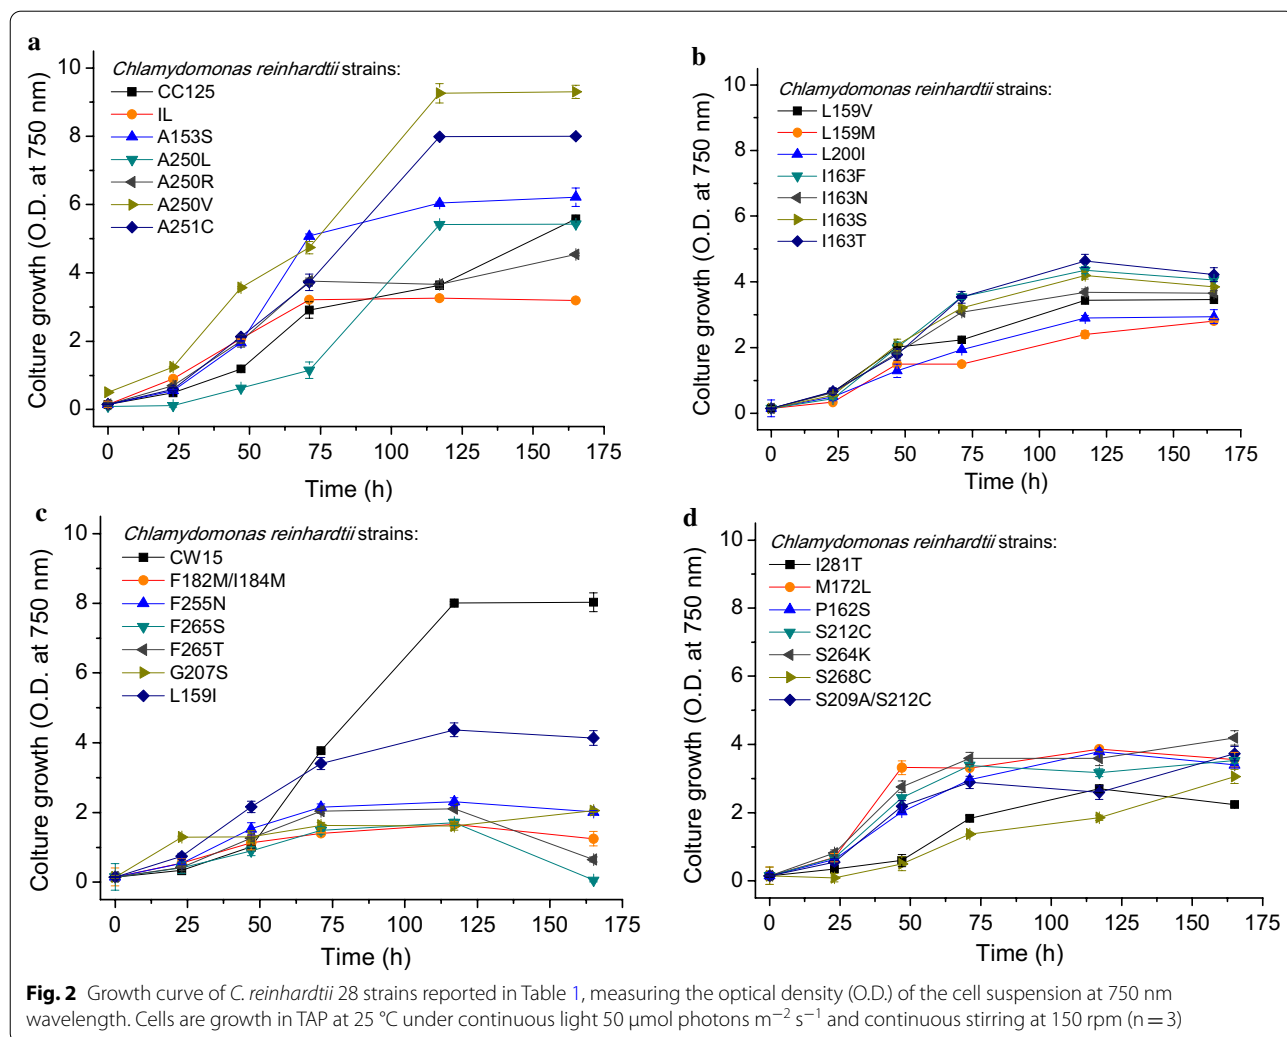 a
Chlamydomonas reinhardtii strains:
CC125
IL
A153S
A250L
A250R
A250V
A251C
Colture growth (O.D. at 750 nm)
10
8
6
4
2
0
0 25 50 75 100 125 150 175
Time (h)
b
Chlamydomonas reinhardtii strains:
L159V
L159M
L200I
I163F
I163N
I163S
I163T
Colture growth (O.D. at 750 nm)
10
8
6
4
2
0
0 25 50 75 100 125 150 175
Time (h)
c
Chlamydomonas reinhardtii strains:
CW15
F182M/I184M
F255N
F265S
F265T
G207S
L159I
Colture growth (O.D. at 750 nm)
10
8
6
4
2
0
0 25 50 75 100 125 150 175
Time (h)
d
Chlamydomonas reinhardtii strains:
I281T
M172L
P162S
S212C
S264K
S268C
S209A/S212C
Colture growth (O.D. at 750 nm)
10
8
6
4
2
0
0 25 50 75 100 125 150 175
Time (h)
Fig. 2 Growth curve of C. reinhardtii 28 strains reported in Table 1, measuring the optical density (O.D.) of the cell suspension at 750 nm
wavelength. Cells are growth in TAP at 25 °C under continuous light 50 µmol photons m⁻² s⁻¹ and continuous stirring at 150 rpm (n = 3)